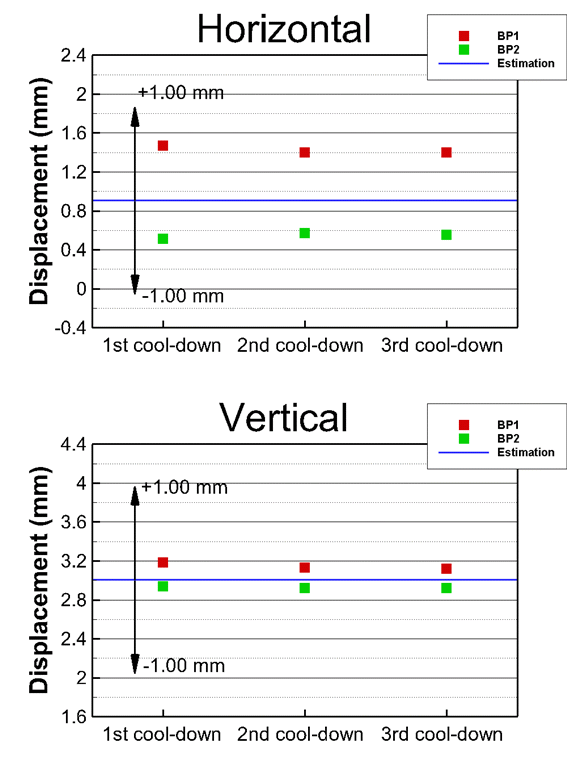 Horizontal
BP1
BP2
Estimation
Displacement (mm)
2.4
2
1.6
1.2
0.8
0.4
0
-0.4
+1.00 mm
-1.00 mm
1st cool-down 2nd cool-down 3rd cool-down
Vertical
BP1
BP2
Estimation
Displacement (mm)
4.4
4
3.6
3.2
2.8
2.4
2
1.6
+1.00 mm
-1.00 mm
1st cool-down 2nd cool-down 3rd cool-down